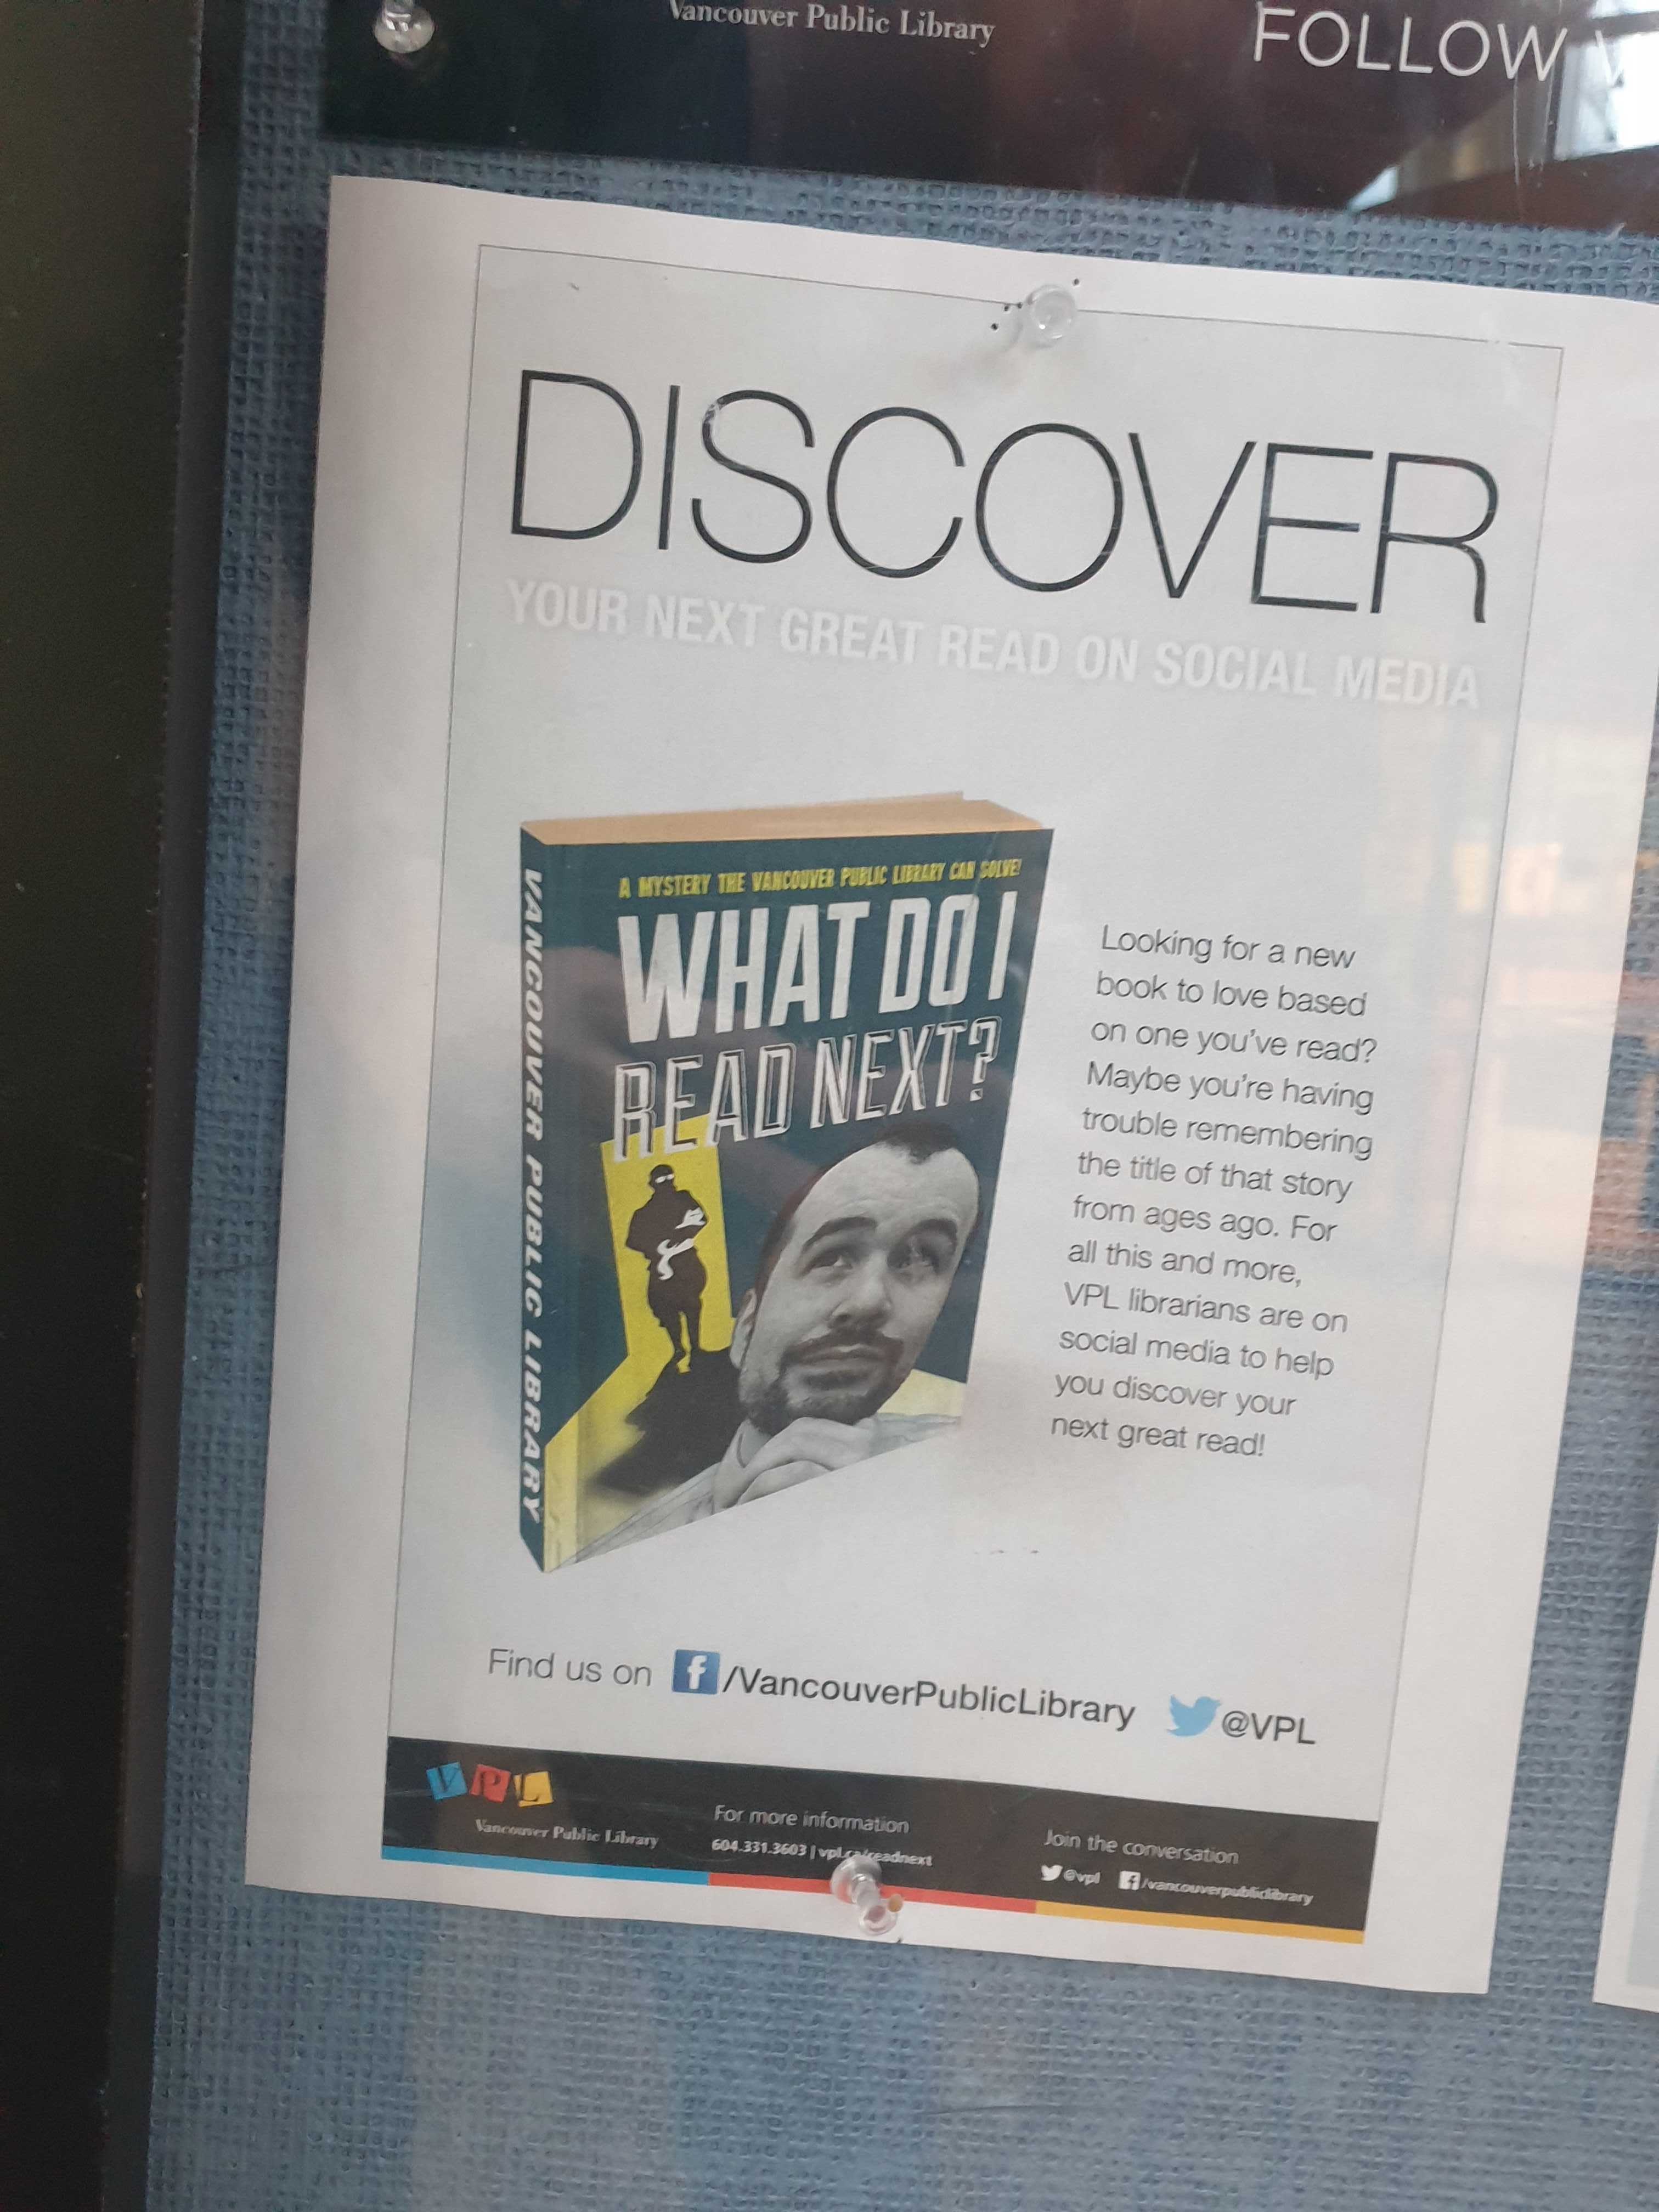 Vancouver Public Library
FOLLOW
DISCOVER
YOUR NEXT GREAT READ ON SOCIAL MEDIA
VANCOUVER PUBLIC LIBRARY
A MYSTERY THE VANCOUVER PUBLIC LIBRARY CAN SOLVE!
WHAT DO I
READ NEXT?
Looking for a new
book to love based
on one you've read?
Maybe you're having
trouble remembering
the title of that story
from ages ago. For
all this and more,
VPL librarians are on
social media to help
you discover your
next great read!
Find us on f/VancouverPublicLibrary @VPL
VPL
Vancouver Public Library
For more information
604.331.3603 | vpl.ca/readnext
Join the conversation
@vpl f/vancouverpubliclibrary